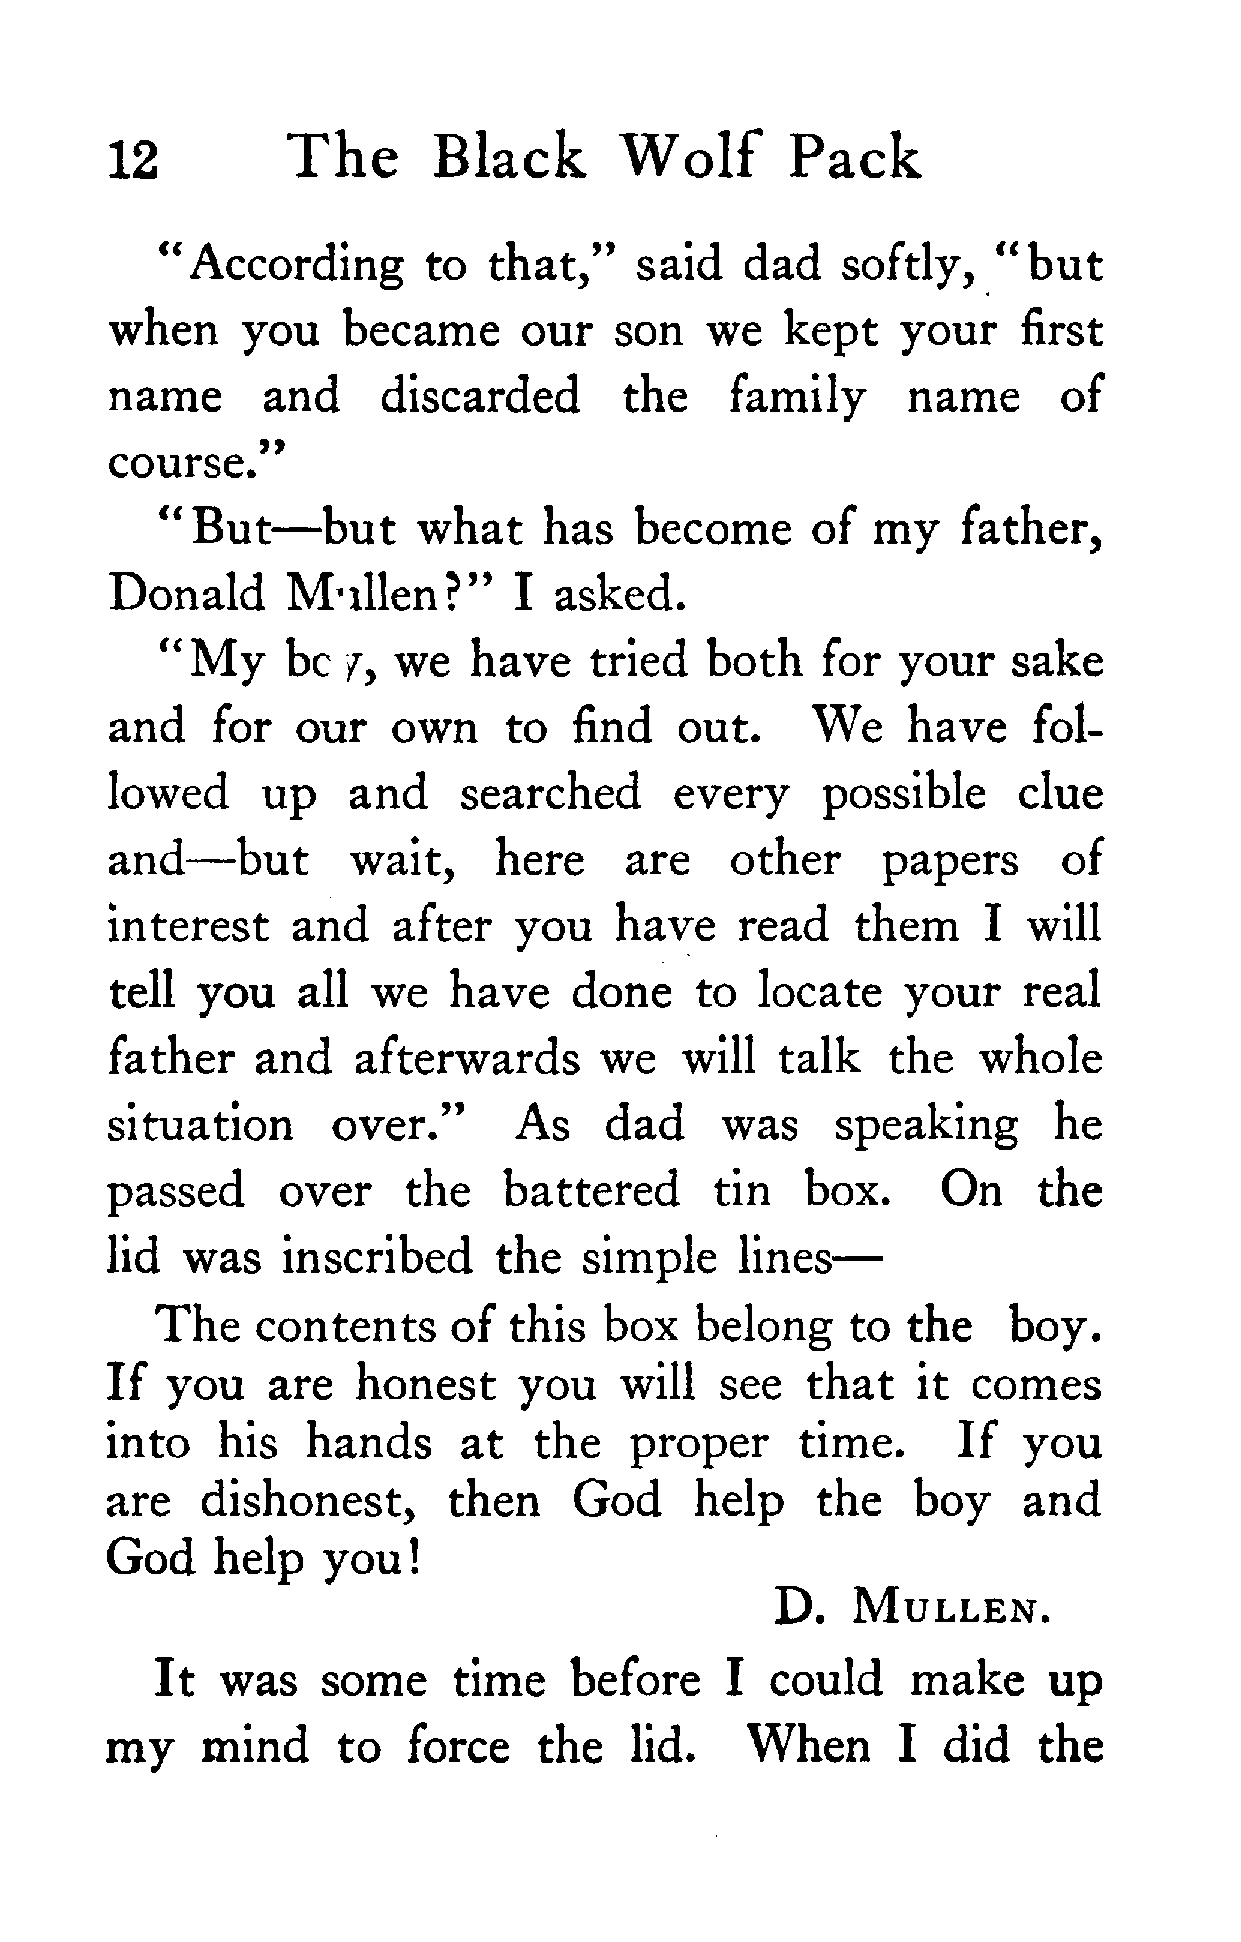 12 The Black Wolf Pack
"According to that," said dad softly, "but
when you became our son we kept your first
name and discarded the family name of
course."
"But—but what has become of my father,
Donald Mullen?" I asked.
"My boy, we have tried both for your sake
and for our own to find out. We have fol-
lowed up and searched every possible clue
and—but wait, here are other papers of
interest and after you have read them I will
tell you all we have done to locate your real
father and afterwards we will talk the whole
situation over." As dad was speaking he
passed over the battered tin box. On the
lid was inscribed the simple lines—
The contents of this box belong to the boy.
If you are honest you will see that it comes
into his hands at the proper time. If you
are dishonest, then God help the boy and
God help you!
D. MULLEN.
It was some time before I could make up
my mind to force the lid. When I did the